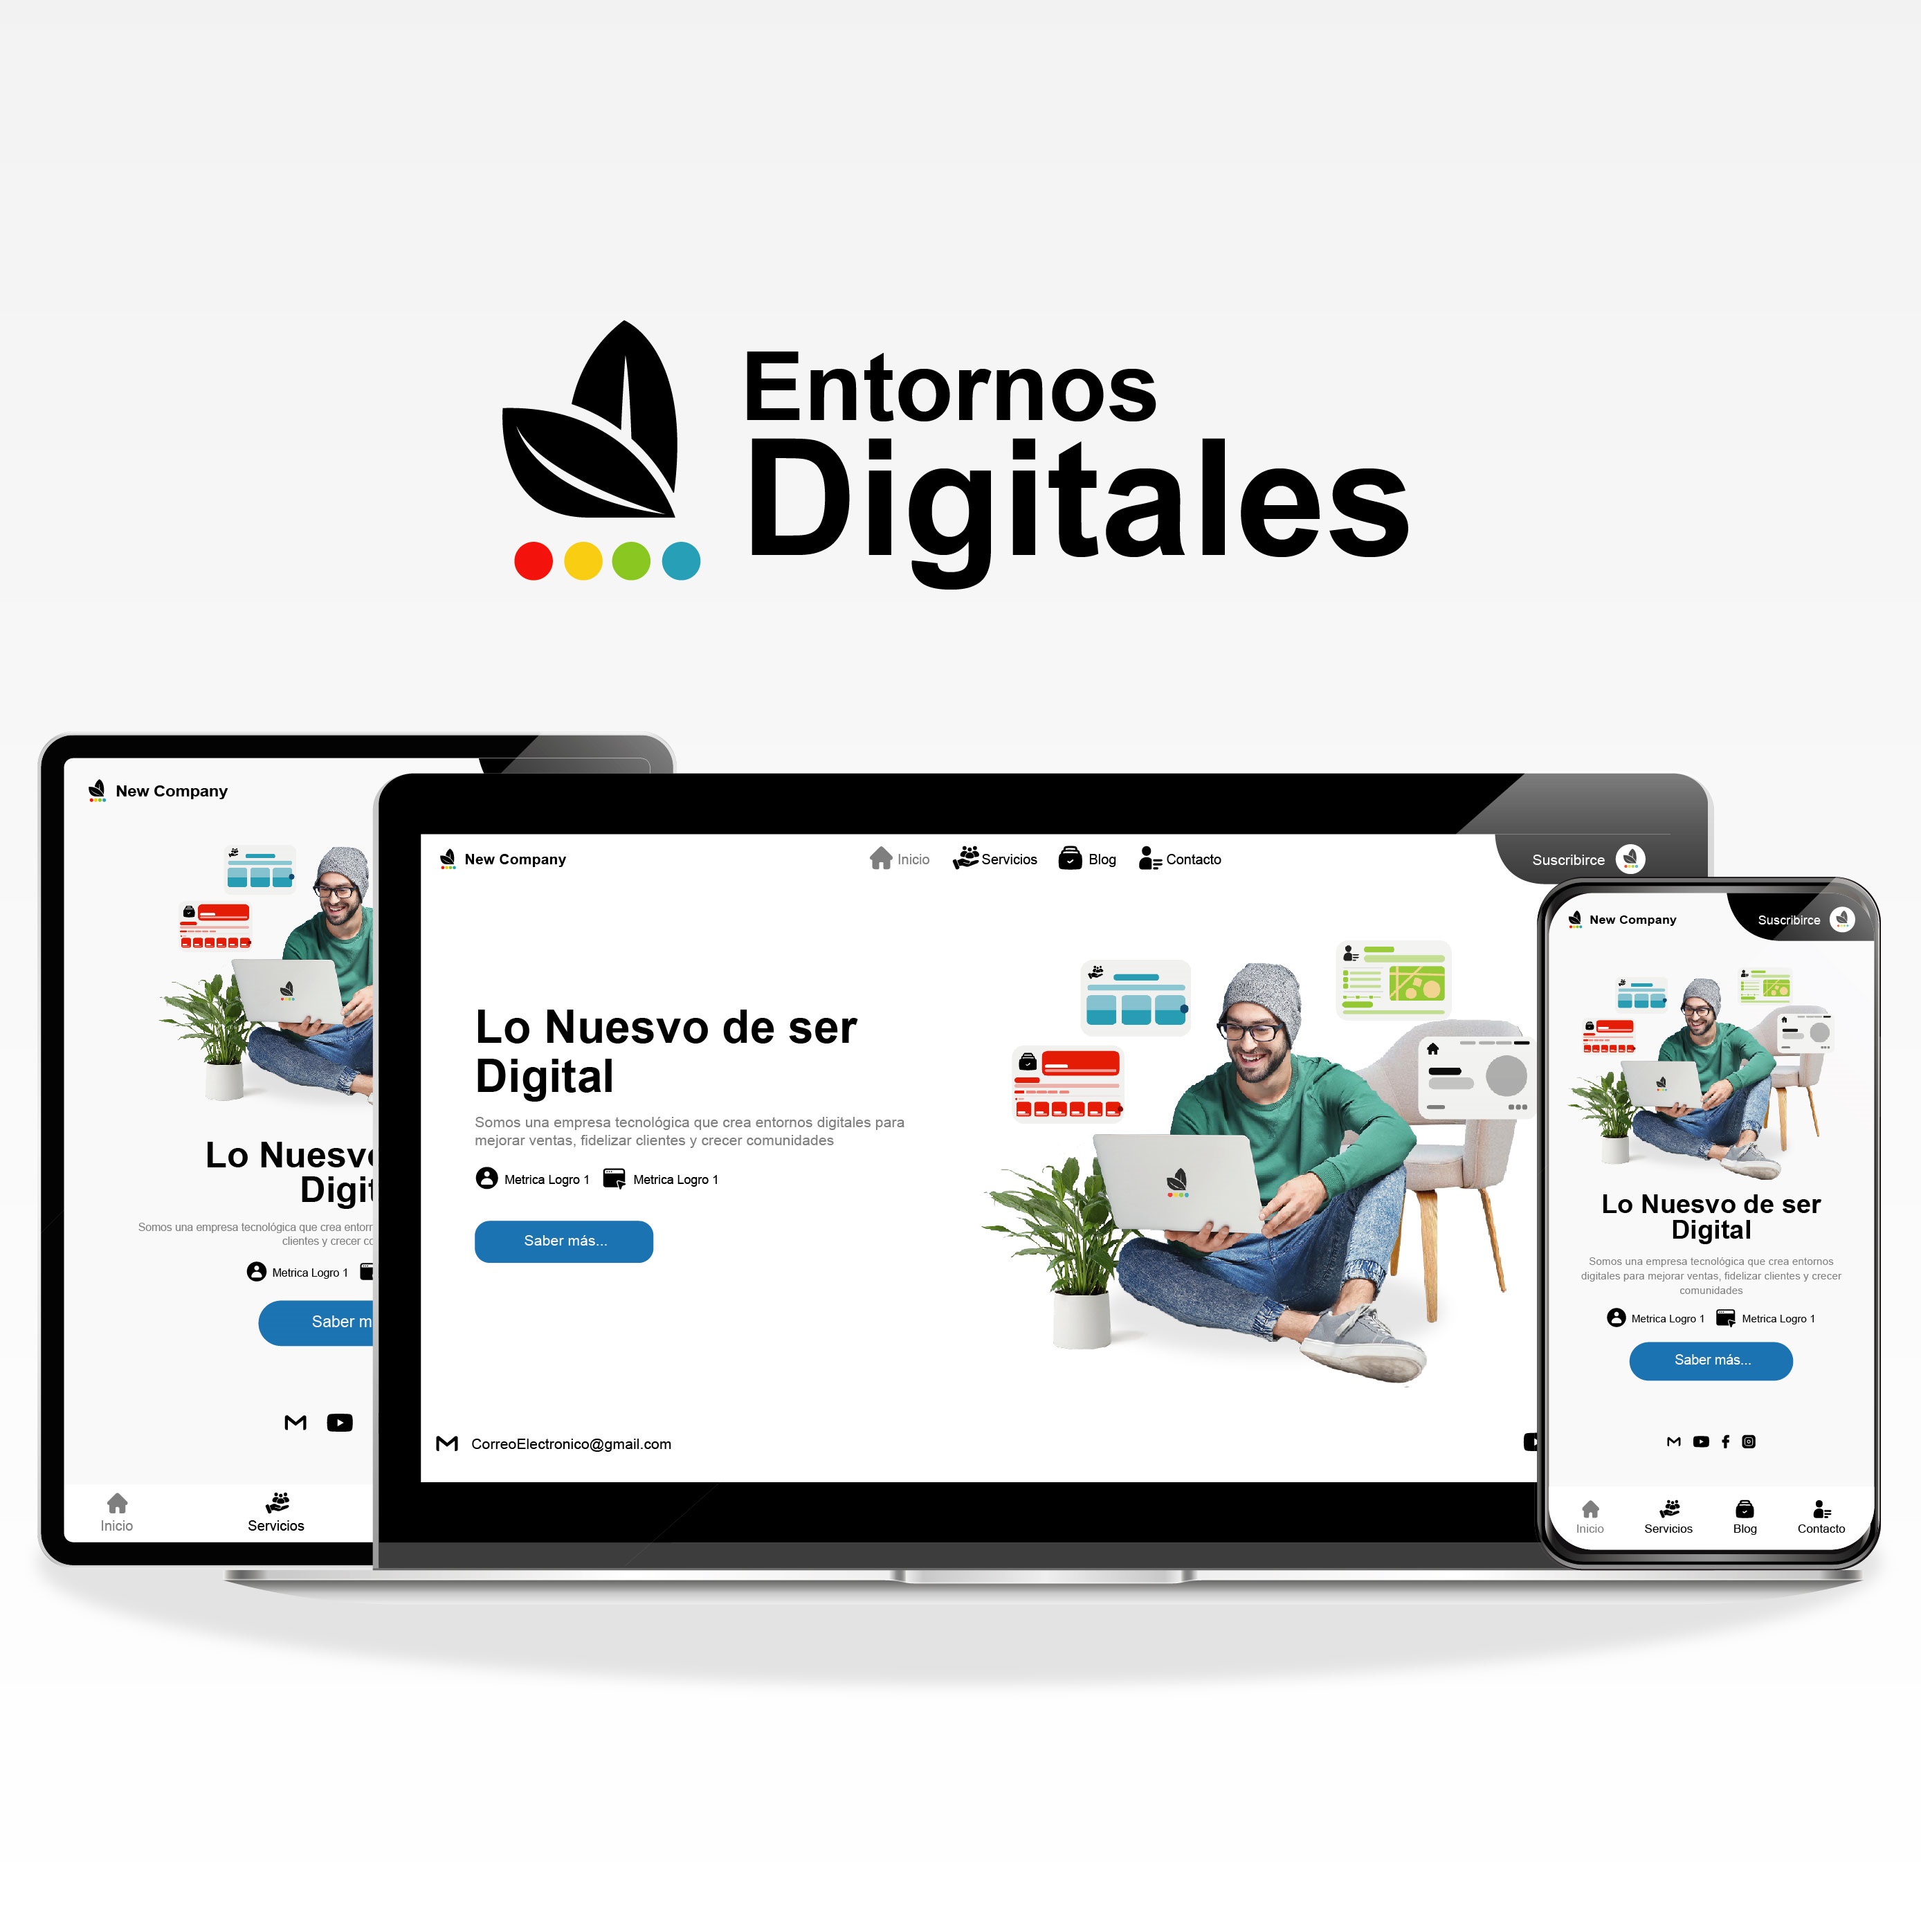 Entornos
Digitales
New Company
Lo Nuesv
Digit
Somos una empresa tecnológica que crea entorn
clientes y crecer co
Metrica Logro 1
Saber m
Inicio
Servicios
New Company
Inicio
Servicios
Blog
Contacto
Suscribirce
Lo Nuesvo de ser
Digital
Somos una empresa tecnológica que crea entornos digitales para
mejorar ventas, fidelizar clientes y crecer comunidades
Metrica Logro 1
Metrica Logro 1
Saber más...
CorreoElectronico@gmail.com
New Company
Suscribirce
Lo Nuesvo de ser
Digital
Somos una empresa tecnológica que crea entornos
digitales para mejorar ventas, fidelizar clientes y crecer
comunidades
Metrica Logro 1
Metrica Logro 1
Saber más...
Inicio
Servicios
Blog
Contacto